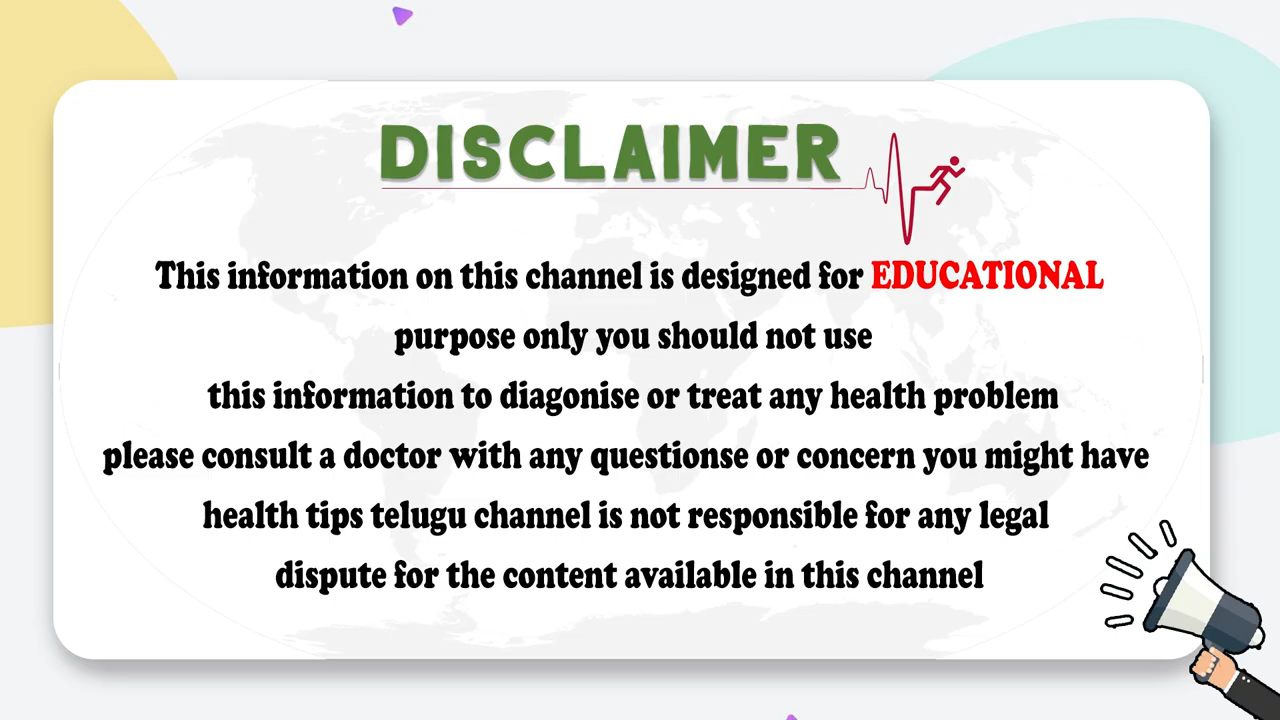 DISCLAIMER
This information on this channel is designed for EDUCATIONAL
purpose only you should not use
this information to diagonise or treat any health problem
please consult a doctor with any questionse or concern you might have
health tips telugu channel is not responsible for any legal
dispute for the content available in this channel